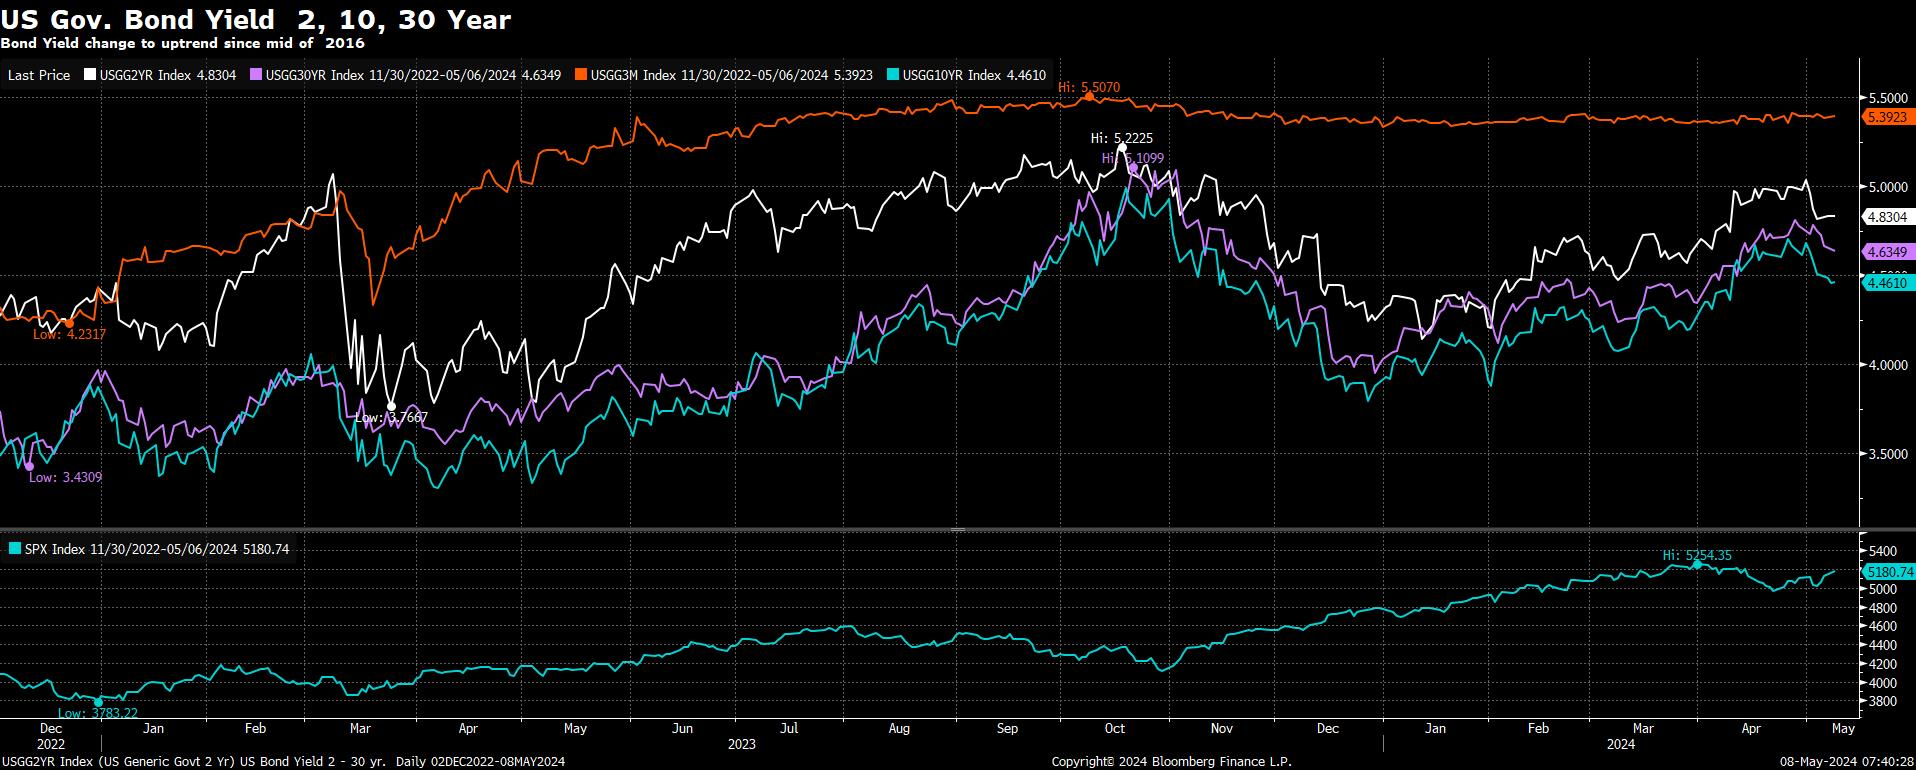 US Gov. Bond Yield 2, 10, 30 Year
Bond Yield change to uptrend since mid of 2016
Last Price USGG2YR Index 4.8304 USGG30YR Index 11/30/2022-05/06/2024 4.6349 USGG3M Index 11/30/2022-05/06/2024 5.3923 USGG10YR Index 4.4610
Hi: 5.5070
5.5000
5.3923
Hi: 5.2225
Hi: 5.1099
5.0000
4.8304
4.6349
4.5000
4.4610
Low: 4.2317
4.0000
Low: 3.7667
3.5000
Low: 3.4309
SPX Index 11/30/2022-05/06/2024 5180.74
Hi: 5254.35
5400
5180.74
5000
4800
4600
4400
4200
4000
3800
Low: 3783.22
Dec Jan Feb Mar Apr May Jun Jul Aug Sep Oct Nov Dec Jan Feb Mar Apr May
2022 2023 2024
USGG2YR Index (US Generic Govt 2 Yr) US Bond Yield 2 - 30 yr. Daily 02DEC2022-08MAY2024 Copyright© 2024 Bloomberg Finance L.P. 08-May-2024 07:40:28